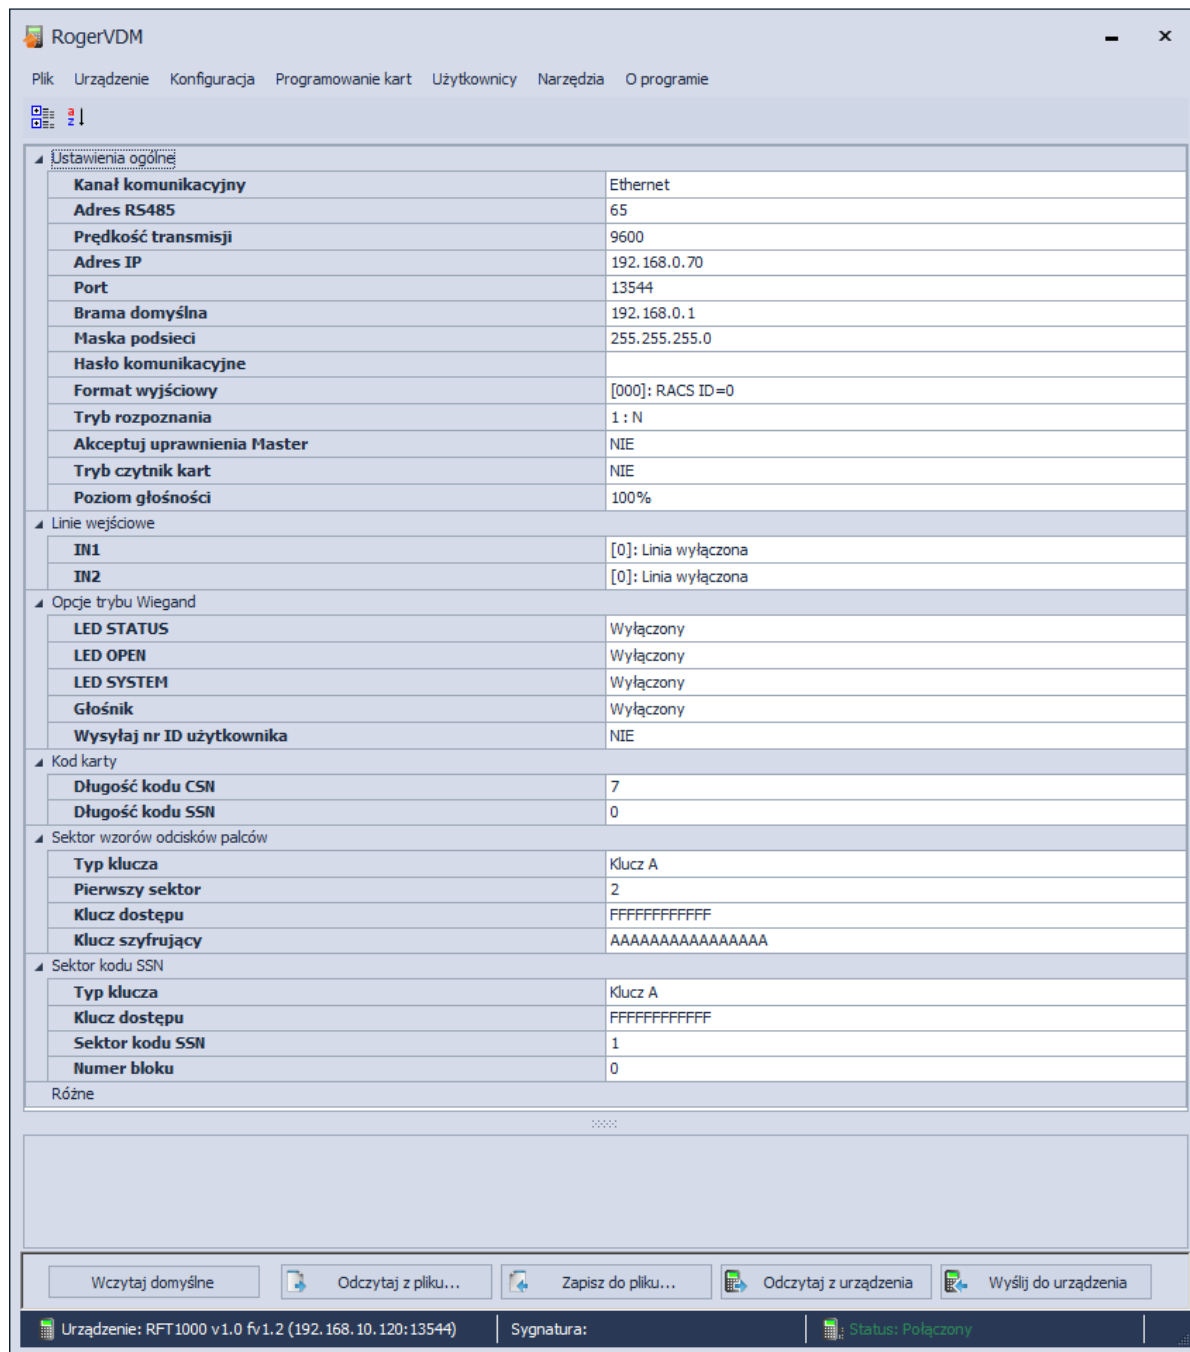 RogerVDM
Plik Urządzenie Konfiguracja Programowanie kart Użytkownicy Narzędzia O programie
Ustawienia ogólne
Kanał komunikacyjny Ethernet
Adres RS485 65
Prędkość transmisji 9600
Adres IP 192.168.0.70
Port 13544
Brama domyślna 192.168.0.1
Maska podsieci 255.255.255.0
Hasło komunikacyjne
Format wyjściowy [000]: RACS ID=0
Tryb rozpoznania 1 : N
Akceptuj uprawnienia Master NIE
Tryb czytnik kart NIE
Poziom głośności 100%
Linie wejściowe
IN1 [0]: Linia wyłączona
IN2 [0]: Linia wyłączona
Opcje trybu Wiegand
LED STATUS Wyłączony
LED OPEN Wyłączony
LED SYSTEM Wyłączony
Głośnik Wyłączony
Wysyłaj nr ID użytkownika NIE
Kod karty
Długość kodu CSN 7
Długość kodu SSN 0
Sektor wzorów odcisków palców
Typ klucza Klucz A
Pierwszy sektor 2
Klucz dostępu FFFFFFFFFFFF
Klucz szyfrujący AAAAAAAAAAAAAAAA
Sektor kodu SSN
Typ klucza Klucz A
Klucz dostępu FFFFFFFFFFFF
Sektor kodu SSN 1
Numer bloku 0
Różne
Wczytaj domyślne Odczytaj z pliku... Zapisz do pliku... Odczytaj z urządzenia Wyślij do urządzenia
Urządzenie: RFT1000 v1.0 fv1.2 (192.168.10.120:13544) Sygnatura: Status: Połączony